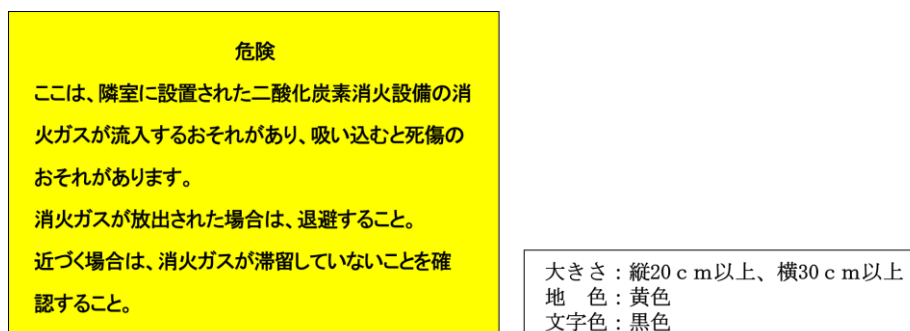 危険
ここは、隣室に設置された二酸化炭素消火設備の消
火ガスが流入するおそれがあり、吸い込むと死傷の
おそれがあります。
消火ガスが放出された場合は、退避すること。
近づく場合は、消火ガスが滞留していないことを確
認すること。
大きさ：縦20ｃｍ以上、横30ｃｍ以上
地　色：黄色
文字色：黒色